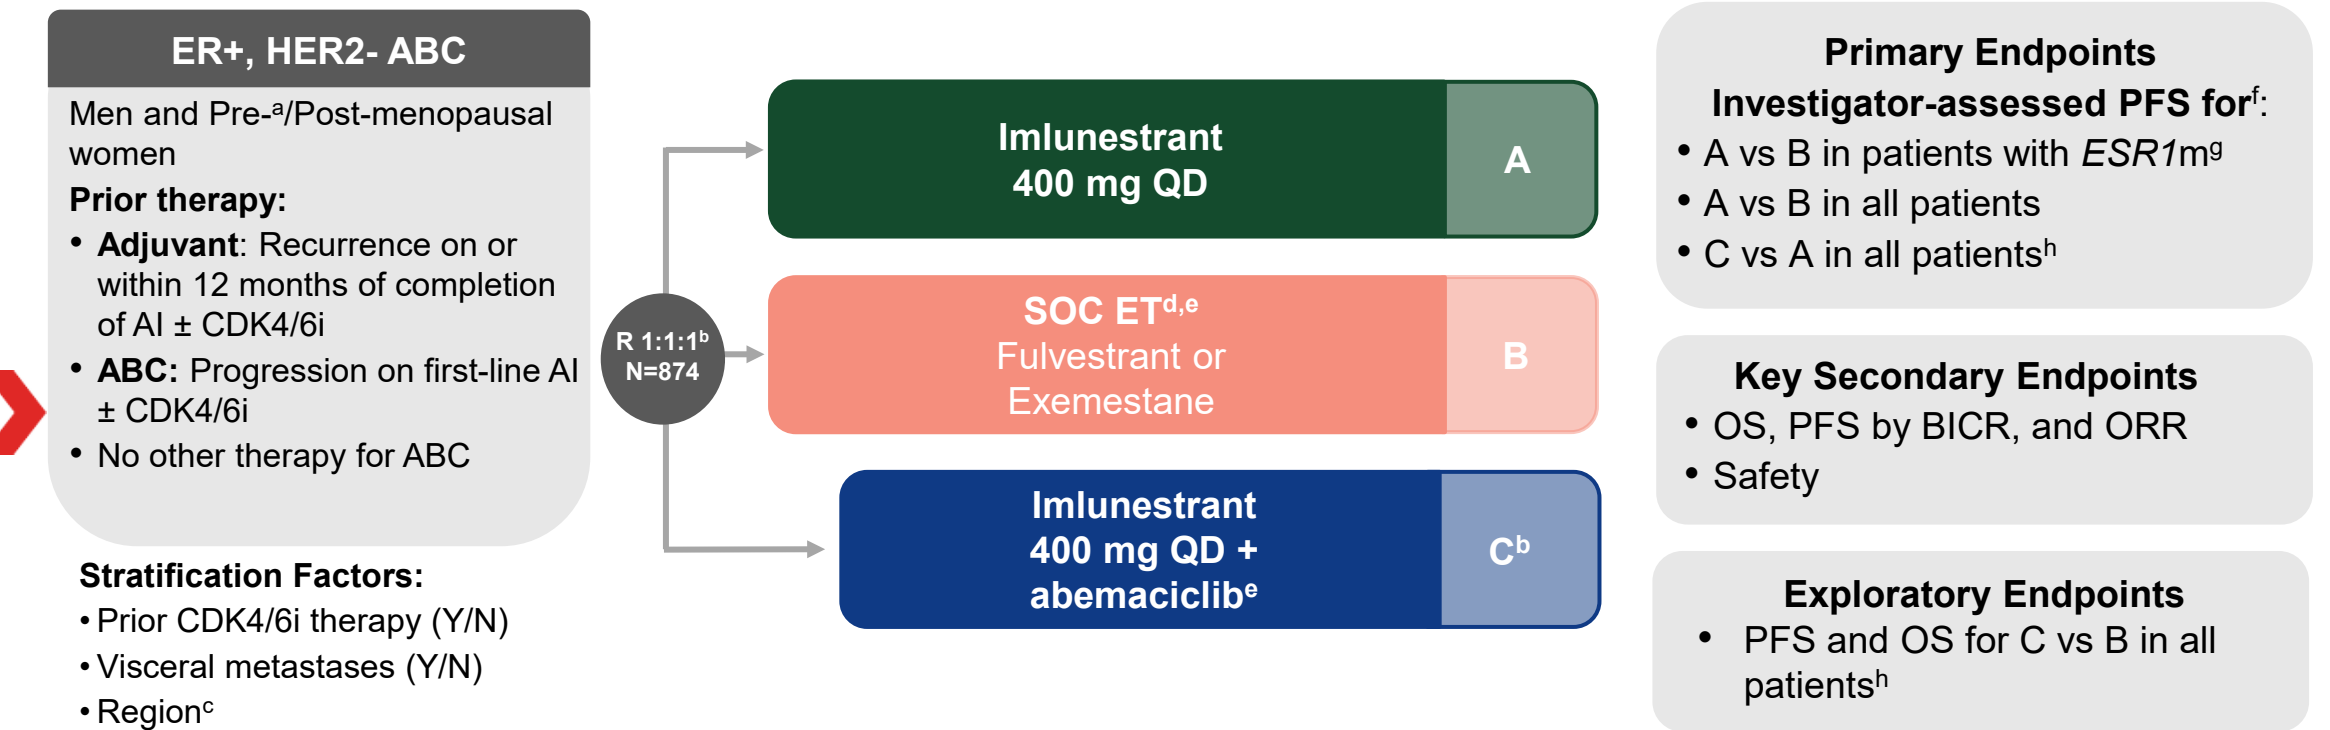 ER+, HER2- ABC
Men and Pre-ᵃ/Post-menopausal
women
Prior therapy:
• Adjuvant: Recurrence on or
within 12 months of completion
of AI ± CDK4/6i
• ABC: Progression on first-line AI
± CDK4/6i
• No other therapy for ABC
Stratification Factors:
• Prior CDK4/6i therapy (Y/N)
• Visceral metastases (Y/N)
• Regionᶜ
R 1:1:1ᵇ
N=874
Imlunestrant
400 mg QD
A
SOC ETᵈ,ᵉ
Fulvestrant or
Exemestane
B
Imlunestrant
400 mg QD +
abemaciclibᵉ
Cᵇ
Primary Endpoints
Investigator-assessed PFS forᶠ:
• A vs B in patients with ESR1mᵍ
• A vs B in all patients
• C vs A in all patientsʰ
Key Secondary Endpoints
• OS, PFS by BICR, and ORR
• Safety
Exploratory Endpoints
• PFS and OS for C vs B in all
patientsʰ